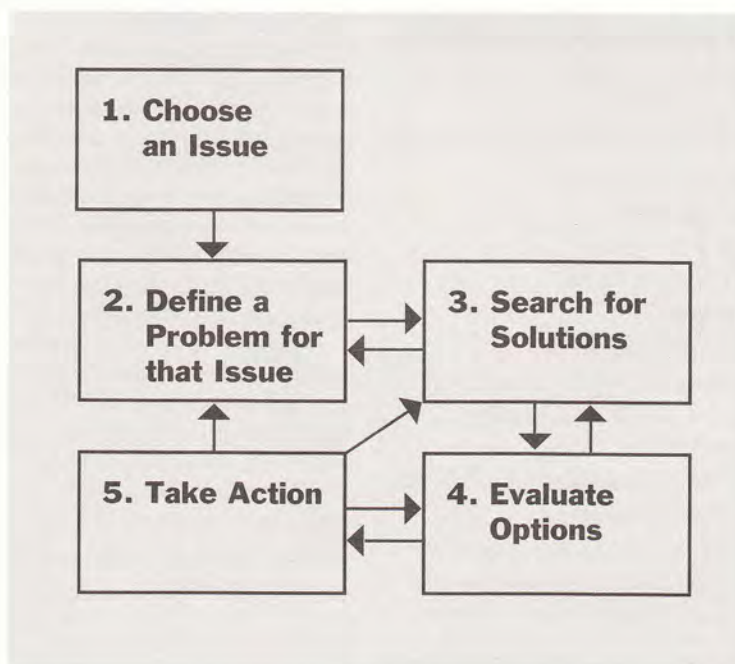 1. Choose
an Issue
2. Define a
Problem for
that Issue
3. Search for
Solutions
5. Take Action
4. Evaluate
Options